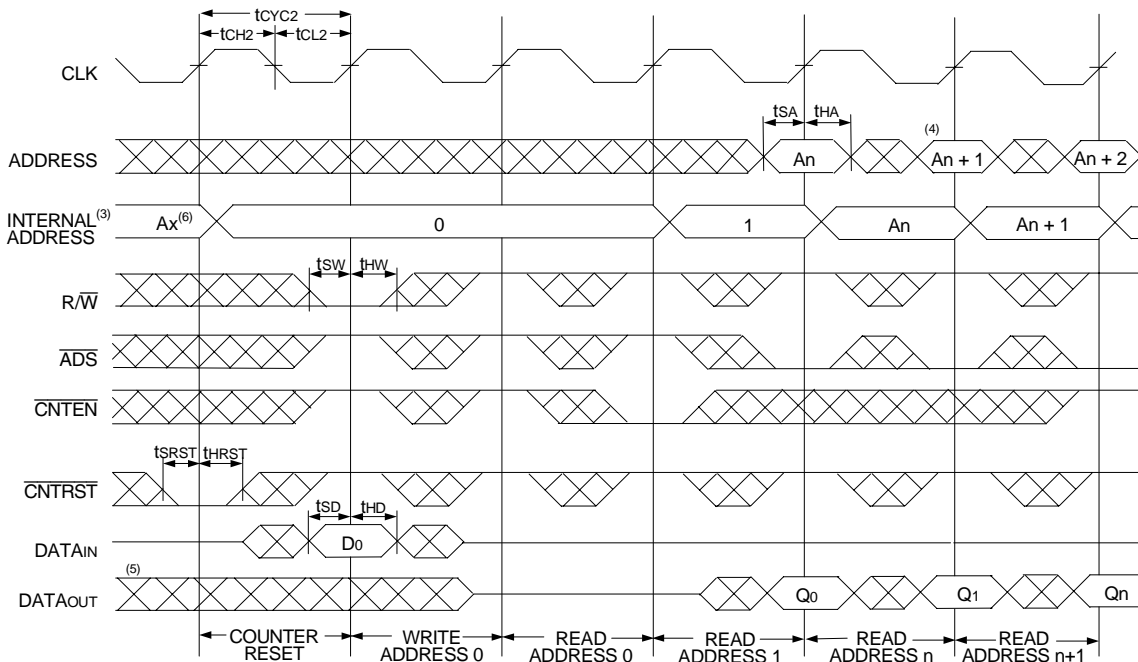 tCYC2
tCH2 tCL2
CLK
tSA tHA
(4)
ADDRESS An An + 1 An + 2
INTERNAL(3)
ADDRESS
Ax(6) 0 1 An An + 1
tSW tHW
R/W
ADS
CNTEN
tSRST tHRST
CNTRST
tSD tHD
DATAIN D0
(5)
DATAOUT Q0 Q1 Qn
COUNTER
RESET
WRITE
ADDRESS 0
READ
ADDRESS 0
READ
ADDRESS 1
READ
ADDRESS n
READ
ADDRESS n+1